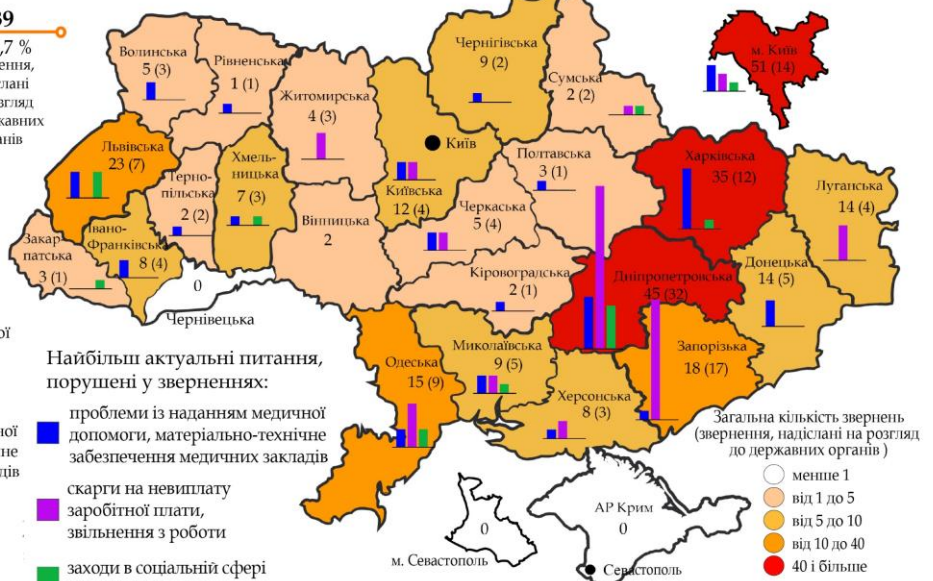 39
,7 %
ення,
слані
згляд
жавних
анів
Волинська
5 (3)
Рівненська
1 (1)
Житомирська
4 (3)
Чернігівська
9 (2)
Сумська
2 (2)
м. Київ
51 (14)
Львівська
23 (7)
Терно-
пільська
2 (2)
Хмель-
ницька
7 (3)
Київ
Київська
12 (4)
Полтавська
3 (1)
Харківська
35 (12)
Луганська
14 (4)
Закар-
патська
3 (1)
Івано-
Франківська
8 (4)
Вінницька
2
Черкаська
5 (4)
Кіровоградська
2 (1)
Дніпропетровська
45 (32)
Донецька
14 (5)
0
Чернівецька
Одеська
15 (9)
Миколаївська
9 (5)
Херсонська
8 (3)
Запорізька
18 (17)
ої
ної
не
дів
Найбільш актуальні питання,
порушені у зверненнях:
проблеми із наданням медичної
допомоги, матеріально-технічне
забезпечення медичних закладів
скарги на невиплату
заробітної плати,
звільнення з роботи
заходи в соціальній сфері
0
м. Севастополь
АР Крим
0
Севастополь
Загальна кількість звернень
(звернення, надіслані на розгляд
до державних органів )
менше 1
від 1 до 5
від 5 до 10
від 10 до 40
40 і більше